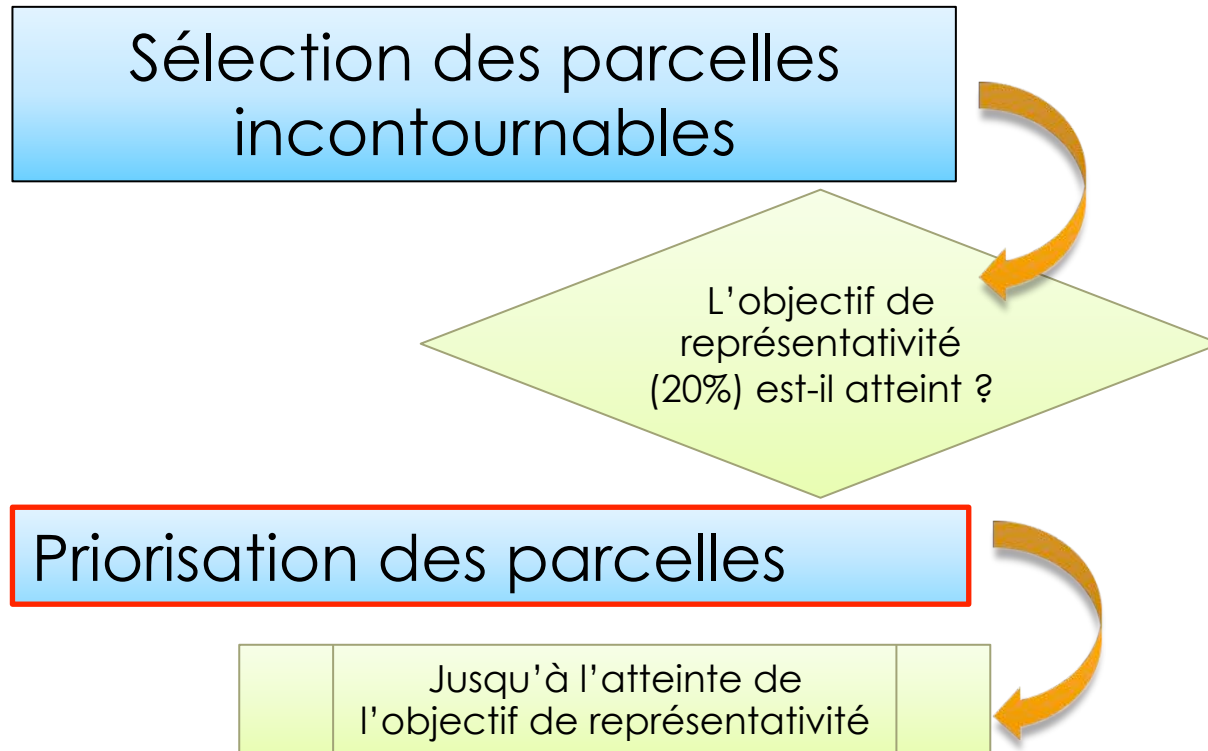 Sélection des parcelles
incontournables
L’objectif de
représentativité
(20%) est-il atteint ?
Priorisation des parcelles
Jusqu’à l’atteinte de
l’objectif de représentativité